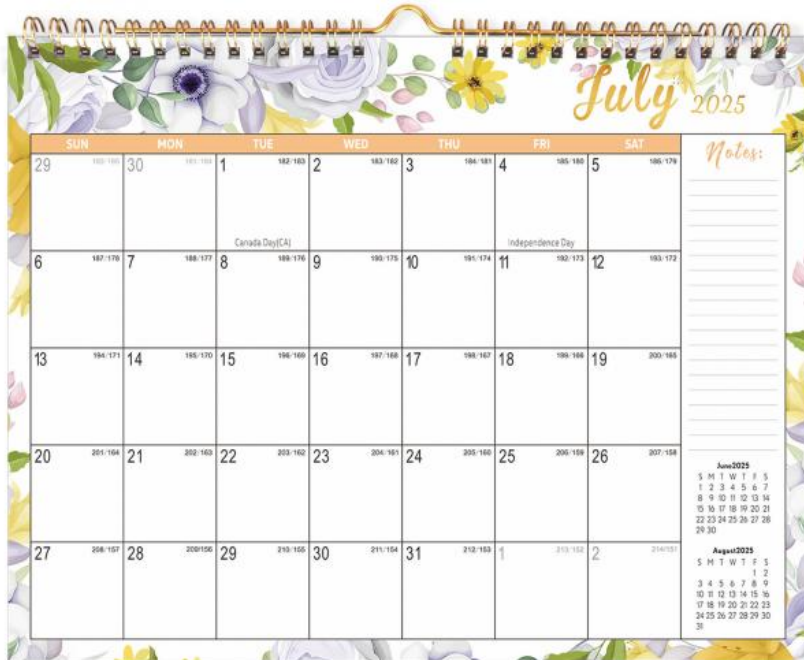 July 2025
SUN MON TUE WED THU FRI SAT
Notes:
29 180/185 30 181/184 1 182/183 2 183/182 3 184/181 4 185/180 5 186/179
Canada Day(CA) Independence Day
6 187/178 7 188/177 8 189/176 9 190/175 10 191/174 11 192/173 12 193/172
13 194/171 14 195/170 15 196/169 16 197/168 17 198/167 18 199/166 19 200/165
20 201/164 21 202/163 22 203/162 23 204/161 24 205/160 25 206/159 26 207/158
27 208/157 28 209/156 29 210/155 30 211/154 31 212/153 1 213/152 2 214/151
June2025
S M T W T F S
1 2 3 4 5 6 7
8 9 10 11 12 13 14
15 16 17 18 19 20 21
22 23 24 25 26 27 28
29 30
August2025
S M T W T F S
1 2
3 4 5 6 7 8 9
10 11 12 13 14 15 16
17 18 19 20 21 22 23
24 25 26 27 28 29 30
31